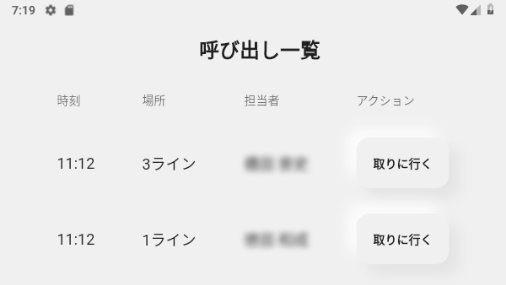 7:19
呼び出し一覧
時刻 場所 担当者 アクション
11:12 3ライン 取りに行く
11:12 1ライン 取りに行く